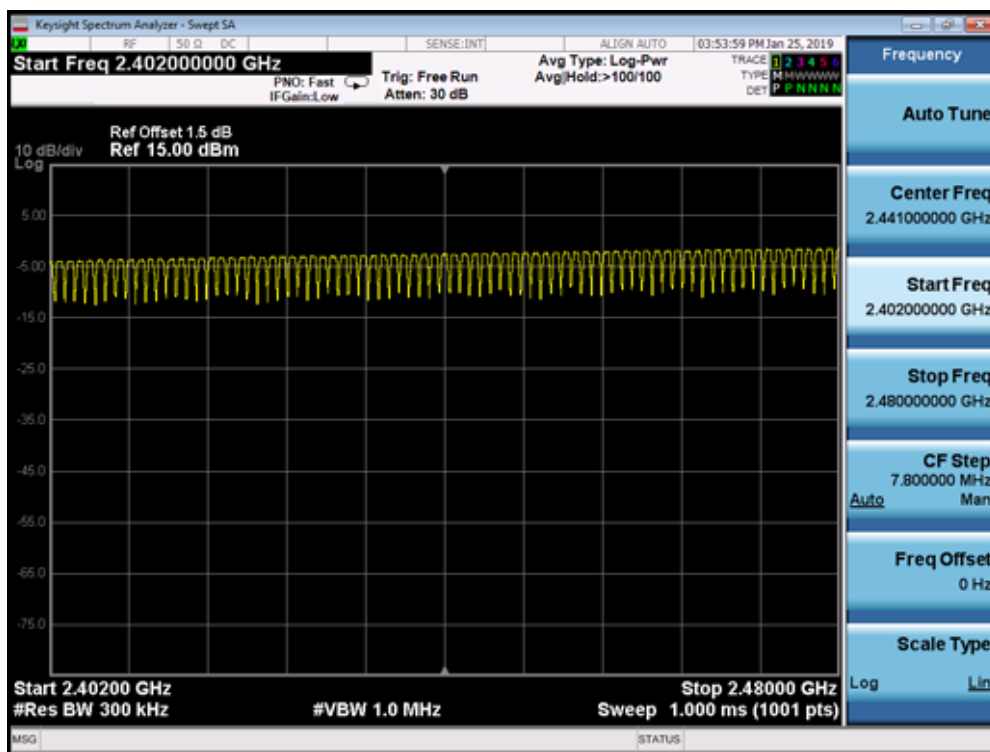 Keysight Spectrum Analyzer - Swept SA
LXI RF 50 Ω DC SENSE:INT ALIGN AUTO 03:53:59 PM Jan 25, 2019
Start Freq 2.402000000 GHz
PNO: Fast
IFGain:Low
Trig: Free Run
Atten: 30 dB
Avg Type: Log-Pwr
Avg|Hold:>100/100
TRACE 1 2 3 4 5 6
TYPE M M W W W W W
DET P P N N N N
Ref Offset 1.5 dB
10 dB/div Ref 15.00 dBm
Log
5.00
-5.00
-15.0
-25.0
-35.0
-45.0
-55.0
-65.0
-75.0
Start 2.40200 GHz Stop 2.48000 GHz
#Res BW 300 kHz #VBW 1.0 MHz Sweep 1.000 ms (1001 pts)
MSG STATUS
Frequency
Auto Tune
Center Freq
2.441000000 GHz
Start Freq
2.402000000 GHz
Stop Freq
2.480000000 GHz
CF Step
7.800000 MHz
Auto Man
Freq Offset
0 Hz
Scale Type
Log Lin